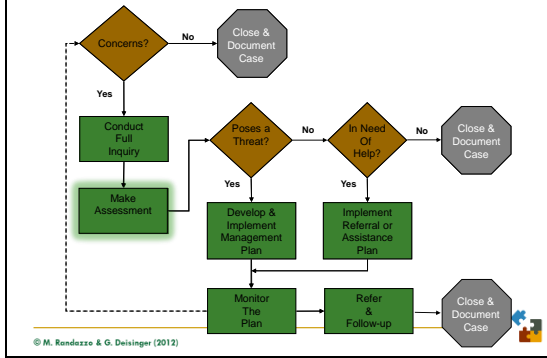 Concerns?
No
Close &
Document
Case
Yes
Conduct
Full
Inquiry
Make
Assessment
Poses a
Threat?
No
In Need
Of
Help?
No
Close &
Document
Case
Yes
Yes
Develop &
Implement
Management
Plan
Implement
Referral or
Assistance
Plan
Monitor
The
Plan
Refer
&
Follow-up
Close &
Document
Case
© M. Randazzo & G. Deisinger (2012)